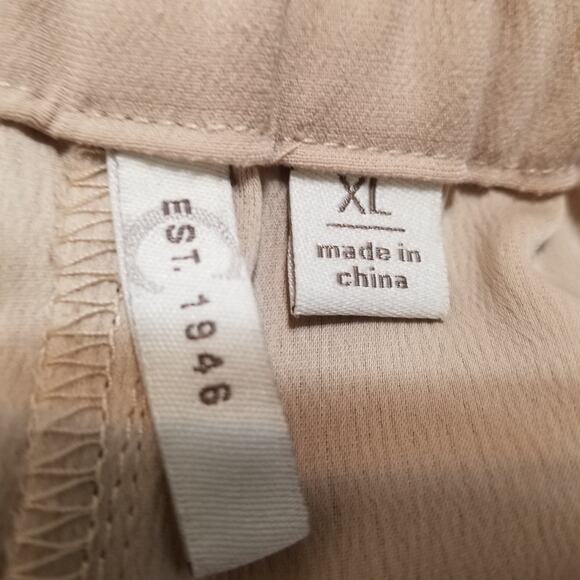 EST. 1946
XL
made in
china